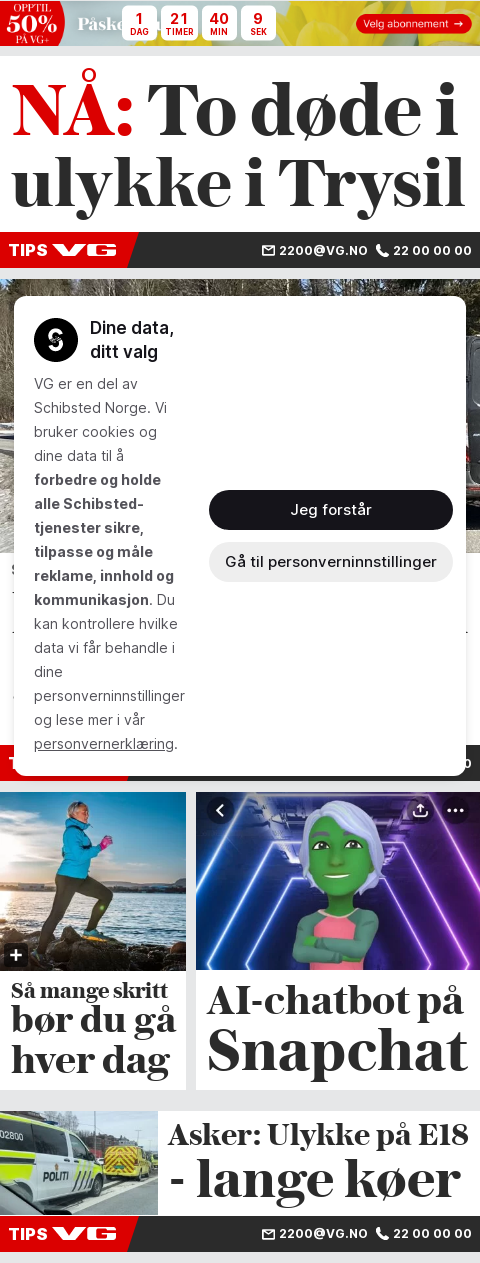 OPPTIL
50%
PÅ VG+
1
DAG
21
TIMER
40
MIN
9
SEK
Velg abonnement →
NÅ: To døde i
ulykke i Trysil
TIPS VG
2200@VG.NO 22 00 00 00
Dine data,
ditt valg
VG er en del av
Schibsted Norge. Vi
bruker cookies og
dine data til å
forbedre og holde
alle Schibsted-
tjenester sikre,
tilpasse og måle
reklame, innhold og
kommunikasjon. Du
kan kontrollere hvilke
data vi får behandle i
dine
personverninnstillinger
og lese mer i vår
personvernerklæring.
Jeg forstår
Gå til personverninnstillinger
Så mange skritt
bør du gå
hver dag
AI-chatbot på
Snapchat
02800
POLITI
Asker: Ulykke på E18
- lange køer
TIPS VG
2200@VG.NO 22 00 00 00